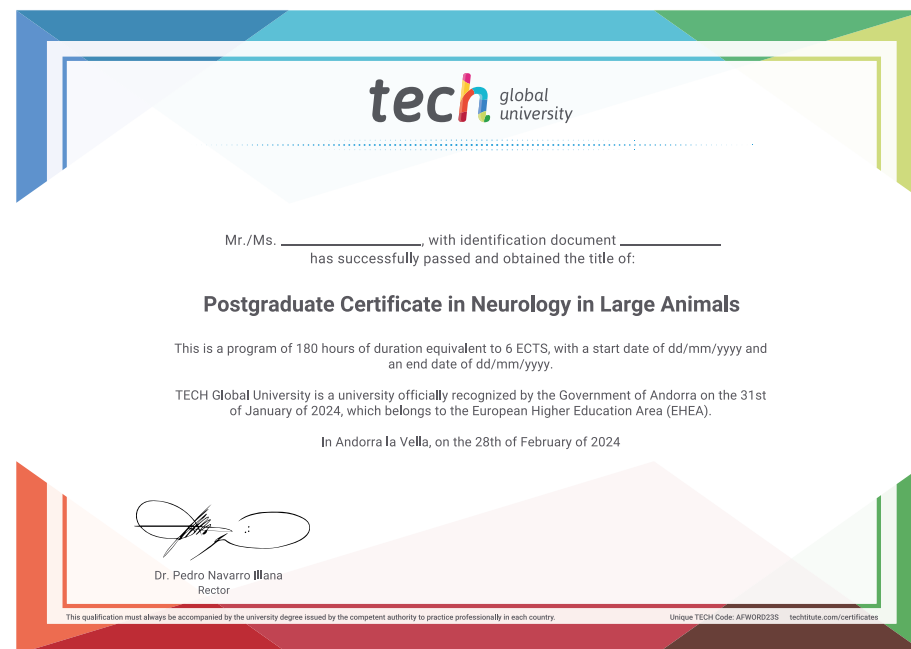 tech global university
Mr./Ms. ____________, with identification document ____________
has successfully passed and obtained the title of:
Postgraduate Certificate in Neurology in Large Animals
This is a program of 180 hours of duration equivalent to 6 ECTS, with a start date of dd/mm/yyyy and
an end date of dd/mm/yyyy.
TECH Global University is a university officially recognized by the Government of Andorra on the 31st
of January of 2024, which belongs to the European Higher Education Area (EHEA).
In Andorra la Vella, on the 28th of February of 2024
Dr. Pedro Navarro Illana
Rector
This qualification must always be accompanied by the university degree issued by the competent authority to practice professionally in each country.
Unique TECH Code: AFWORD23S techtitute.com/certificates